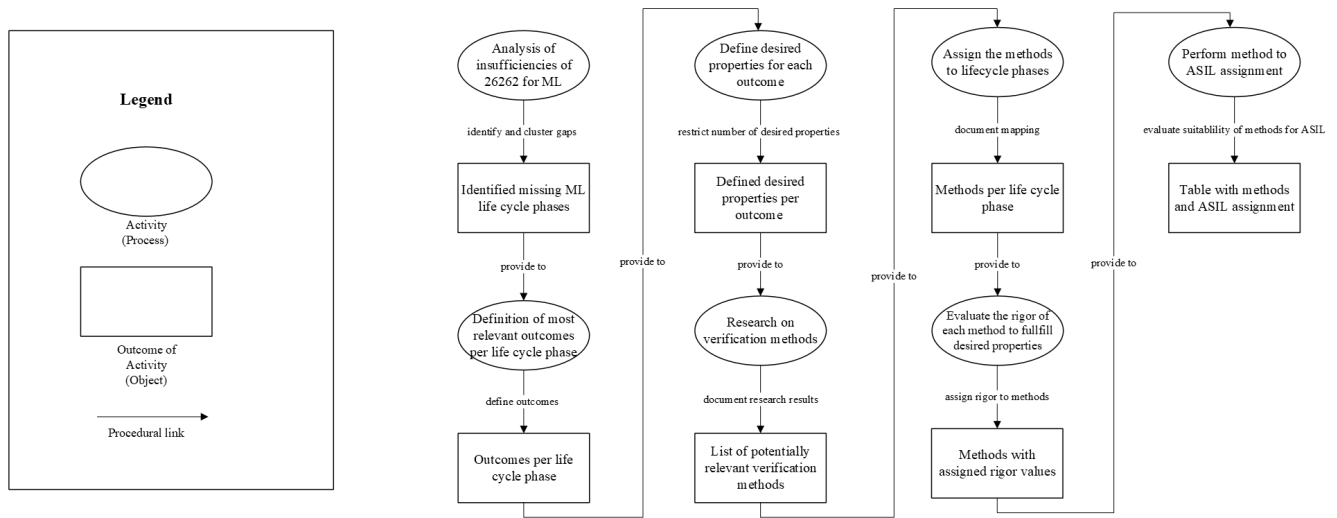 Legend
Activity
(Process)
Outcome of
Activity
(Object)
Procedural link
Analysis of
insufficiencies of
26262 for ML
identify and cluster gaps
Identified missing ML
life cycle phases
provide to
Definition of most
relevant outcomes
per life cycle phase
define outcomes
Outcomes per life
cycle phase
provide to
Define desired
properties for each
outcome
restrict number of desired properties
Defined desired
properties per
outcome
provide to
Research on
verification methods
document research results
List of potentially
relevant verification
methods
provide to
Assign the methods
to lifecycle phases
document mapping
Methods per life cycle
phase
provide to
Evaluate the rigor of
each method to fullfill
desired properties
assign rigor to methods
Methods with
assigned rigor values
provide to
Perform method to
ASIL assignment
evaluate suitablility of methods for ASIL
Table with methods
and ASIL assignment